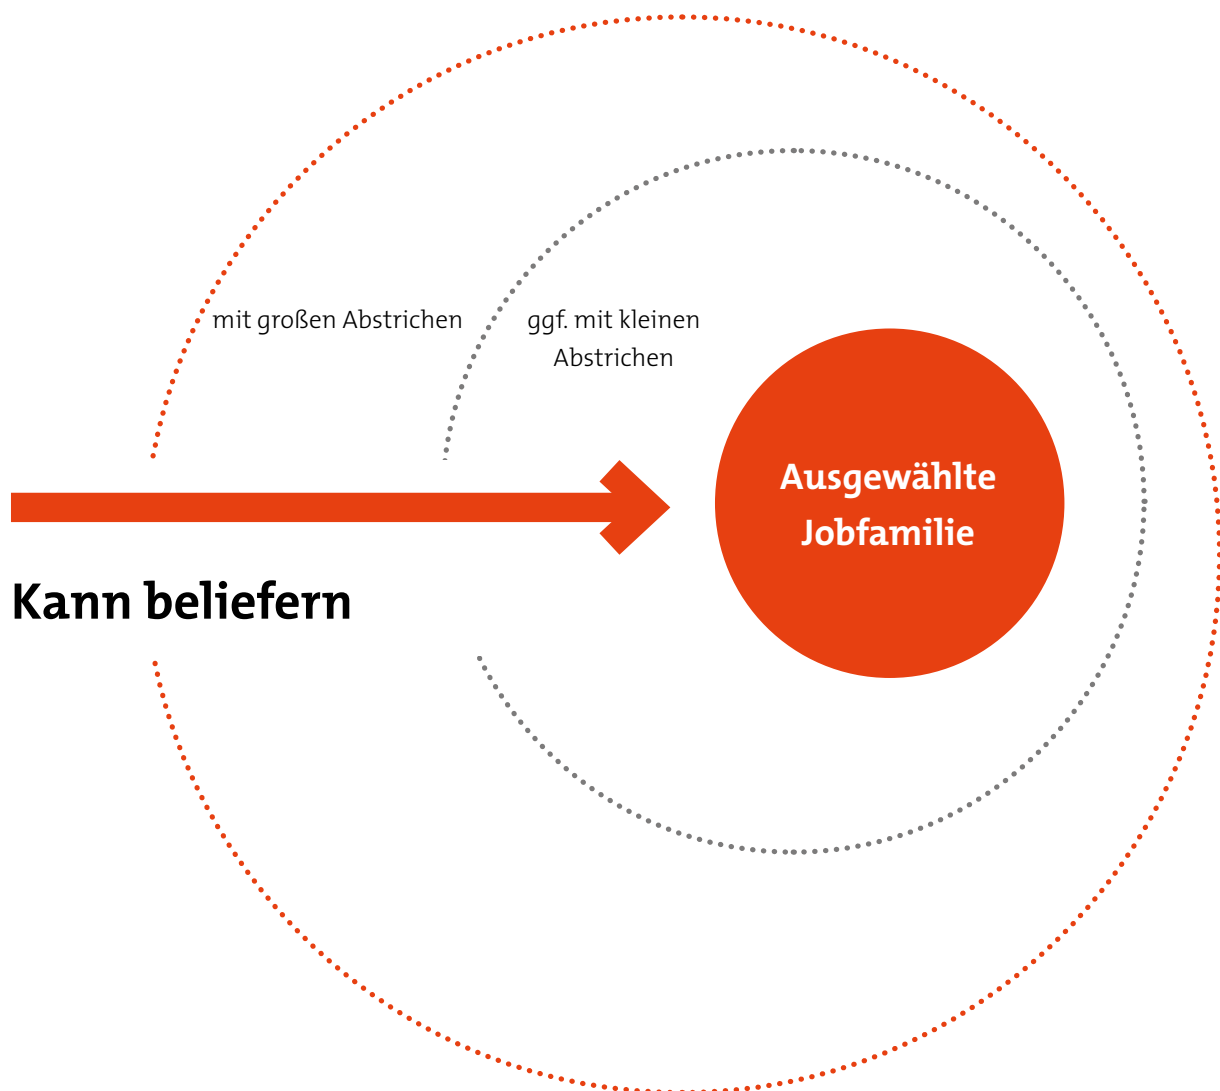 mit großen Abstrichen
ggf. mit kleinen
Abstrichen
Ausgewählte
Jobfamilie
Kann beliefern